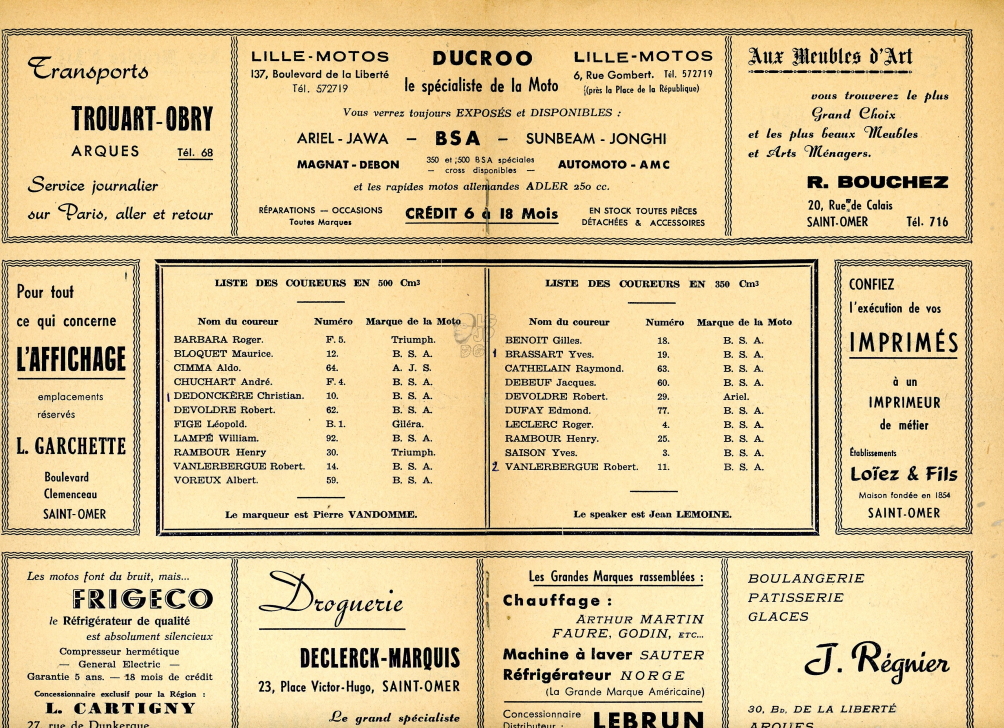 Transports
TROUART-OBRY
ARQUES Tél. 68
Service journalier
sur Paris, aller et retour
LILLE-MOTOS
137, Boulevard de la Liberté
Tél. 572719
DUCROO
le spécialiste de la Moto
LILLE-MOTOS
6, Rue Gombert. Tél. 572719
(près la Place de la République)
Vous verrez toujours EXPOSÉS et DISPONIBLES :
ARIEL - JAWA — BSA — SUNBEAM - JONGHI
MAGNAT - DEBON 350 et 500 BSA spéciales — cross disponibles — AUTOMOTO - AMC
et les rapides motos allemandes ADLER 250 cc.
RÉPARATIONS — OCCASIONS
Toutes Marques
CRÉDIT 6 à 18 Mois
EN STOCK TOUTES PIÈCES
DÉTACHÉES & ACCESSOIRES
Aux Meubles d'Art
vous trouverez le plus
Grand Choix
et les plus beaux Meubles
et Arts Ménagers.
R. BOUCHEZ
20, Rue de Calais
SAINT-OMER Tél. 716
Pour tout
ce qui concerne
L'AFFICHAGE
emplacements
réservés
L. GARCHETTE
Boulevard
Clemenceau
SAINT-OMER
LISTE DES COUREURS EN 500 Cm³
Nom du coureur Numéro Marque de la Moto
BARBARA Roger. F. 5. Triumph.
BLOQUET Maurice. 12. B. S. A.
CIMMA Aldo. 64. A. J. S.
CHUCHART André. F. 4. B. S. A.
1 DEDONCKÈRE Christian. 10. B. S. A.
DEVOLDRE Robert. 62. B. S. A.
FIGE Léopold. B. 1. Giléra.
LAMPÉ William. 92. B. S. A.
RAMBOUR Henry 30. Triumph.
VANLERBERGUE Robert. 14. B. S. A.
VOREUX Albert. 59. B. S. A.
Le marqueur est Pierre VANDOMME.
LISTE DES COUREURS EN 350 Cm³
Nom du coureur Numéro Marque de la Moto
BENOIT Gilles. 18. B. S. A.
1 BRASSART Yves. 19. B. S. A.
CATHELAIN Raymond. 63. B. S. A.
DEBEUF Jacques. 60. B. S. A.
DEVOLDRE Robert. 29. Ariel.
DUFAY Edmond. 77. B. S. A.
LECLERC Roger. 4. B. S. A.
RAMBOUR Henry. 25. B. S. A.
SAISON Yves. 3. B. S. A.
2 VANLERBERGUE Robert. 11. B. S. A.
Le speaker est Jean LEMOINE.
CONFIEZ
l'exécution de vos
IMPRIMÉS
à un
IMPRIMEUR
de métier
Établissements
Loïez & Fils
Maison fondée en 1854
SAINT-OMER
Les motos font du bruit, mais...
FRIGECO
le Réfrigérateur de qualité
est absolument silencieux
Compresseur hermétique
— General Electric —
Garantie 5 ans. — 18 mois de crédit
Concessionnaire exclusif pour la Région :
L. CARTIGNY
27, rue de Dunkerque
Droguerie
DECLERCK-MARQUIS
23, Place Victor-Hugo, SAINT-OMER
Le grand spécialiste
Les Grandes Marques rassemblées :
Chauffage :
ARTHUR MARTIN
FAURE, GODIN, ETC...
Machine à laver SAUTER
Réfrigérateur NORGE
(La Grande Marque Américaine)
Concessionnaire
Distributeur :
LEBRUN
BOULANGERIE
PATISSERIE
GLACES
J. Régnier
30, BD. DE LA LIBERTÉ
ARQUES